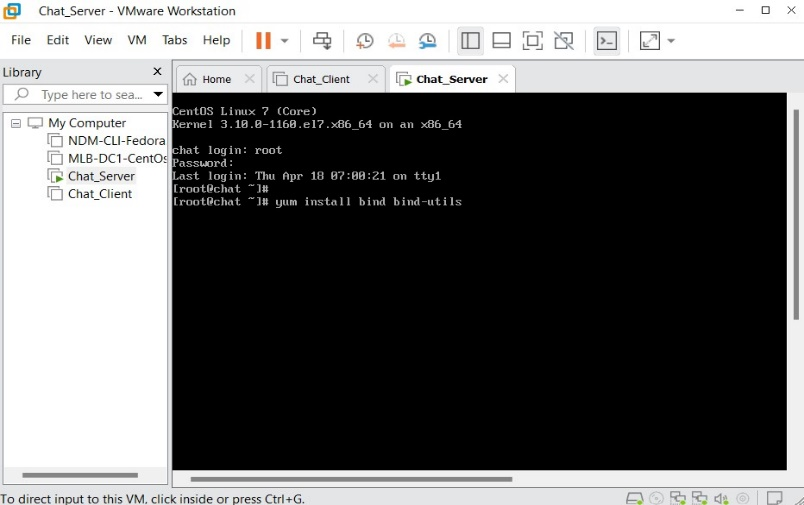 Chat_Server - VMware Workstation
File Edit View VM Tabs Help
Library
Type here to sea...
Home
Chat_Client
Chat_Server
My Computer
NDM-CLI-Fedora
MLB-DC1-CentOs
Chat_Server
Chat_Client
CentOS Linux 7 (Core)
Kernel 3.10.0-1160.el7.x86_64 on an x86_64
chat login: root
Password:
Last login: Thu Apr 18 07:00:21 on tty1
[root@chat ~]#
[root@chat ~]# yum install bind bind-utils
To direct input to this VM, click inside or press Ctrl+G.